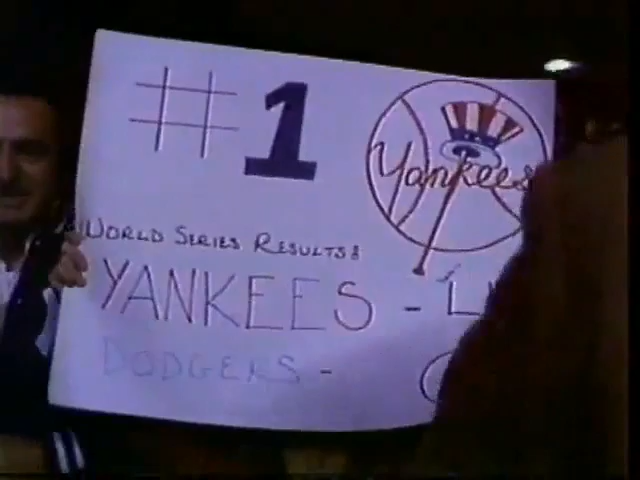 #1
Yankees
WORLD SERIES RESULTS:
YANKEES -
DODGERS -